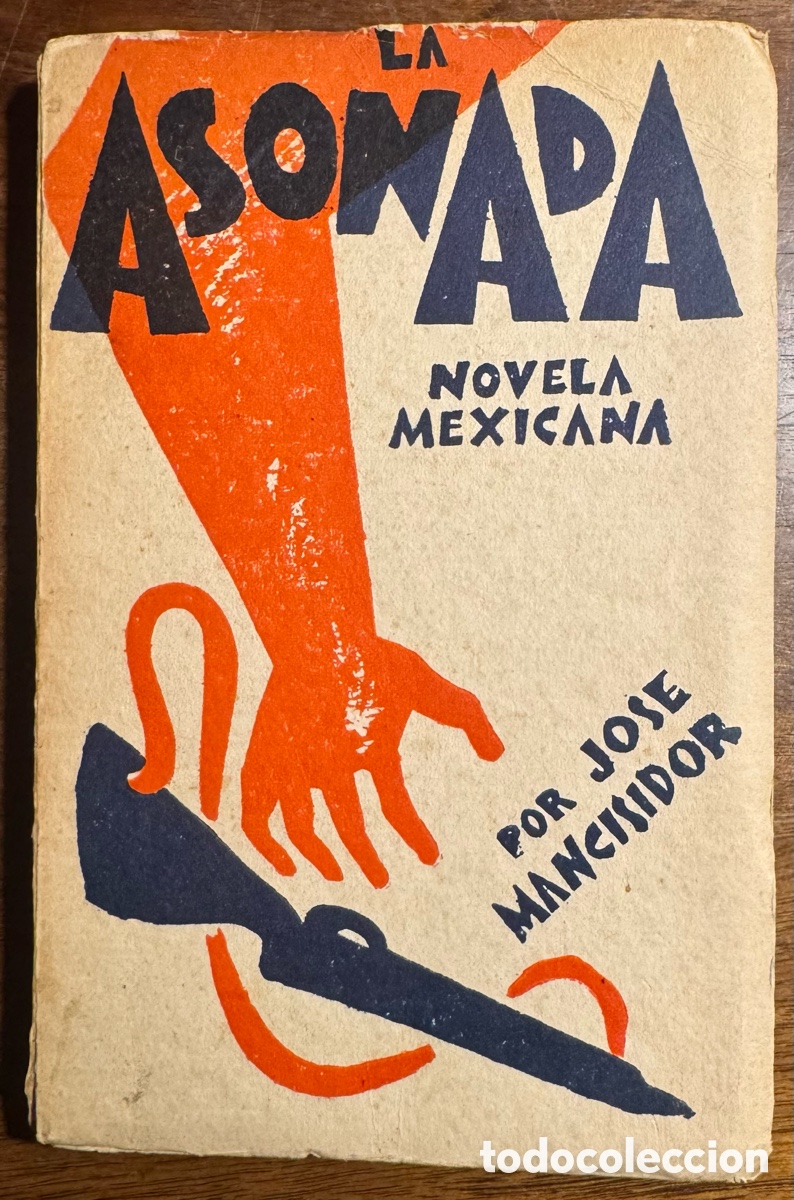 LA
ASONADA
NOVELA
MEXICANA
POR JOSE
MANCISIDOR
todocoleccion